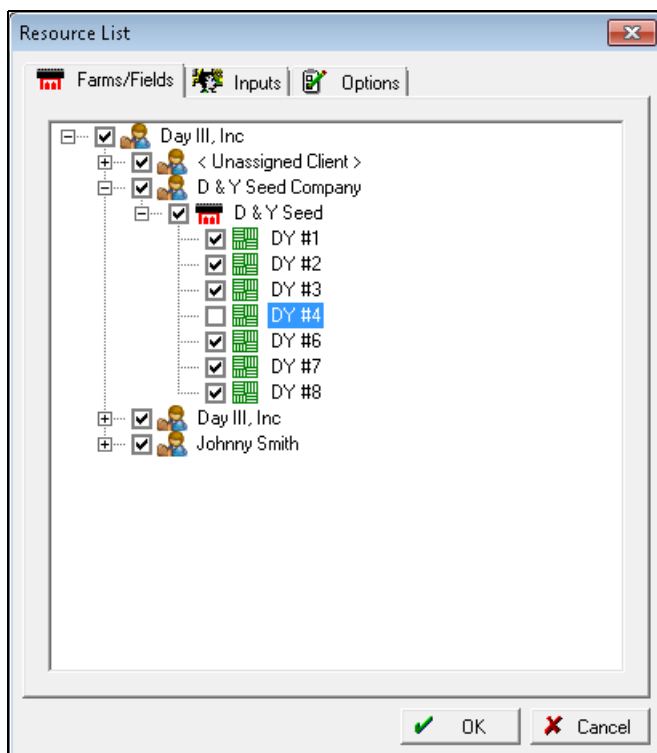 Resource List
Farms/Fields Inputs Options
Day III, Inc
< Unassigned Client >
D & Y Seed Company
D & Y Seed
DY #1
DY #2
DY #3
DY #4
DY #6
DY #7
DY #8
Day III, Inc
Johnny Smith
OK Cancel